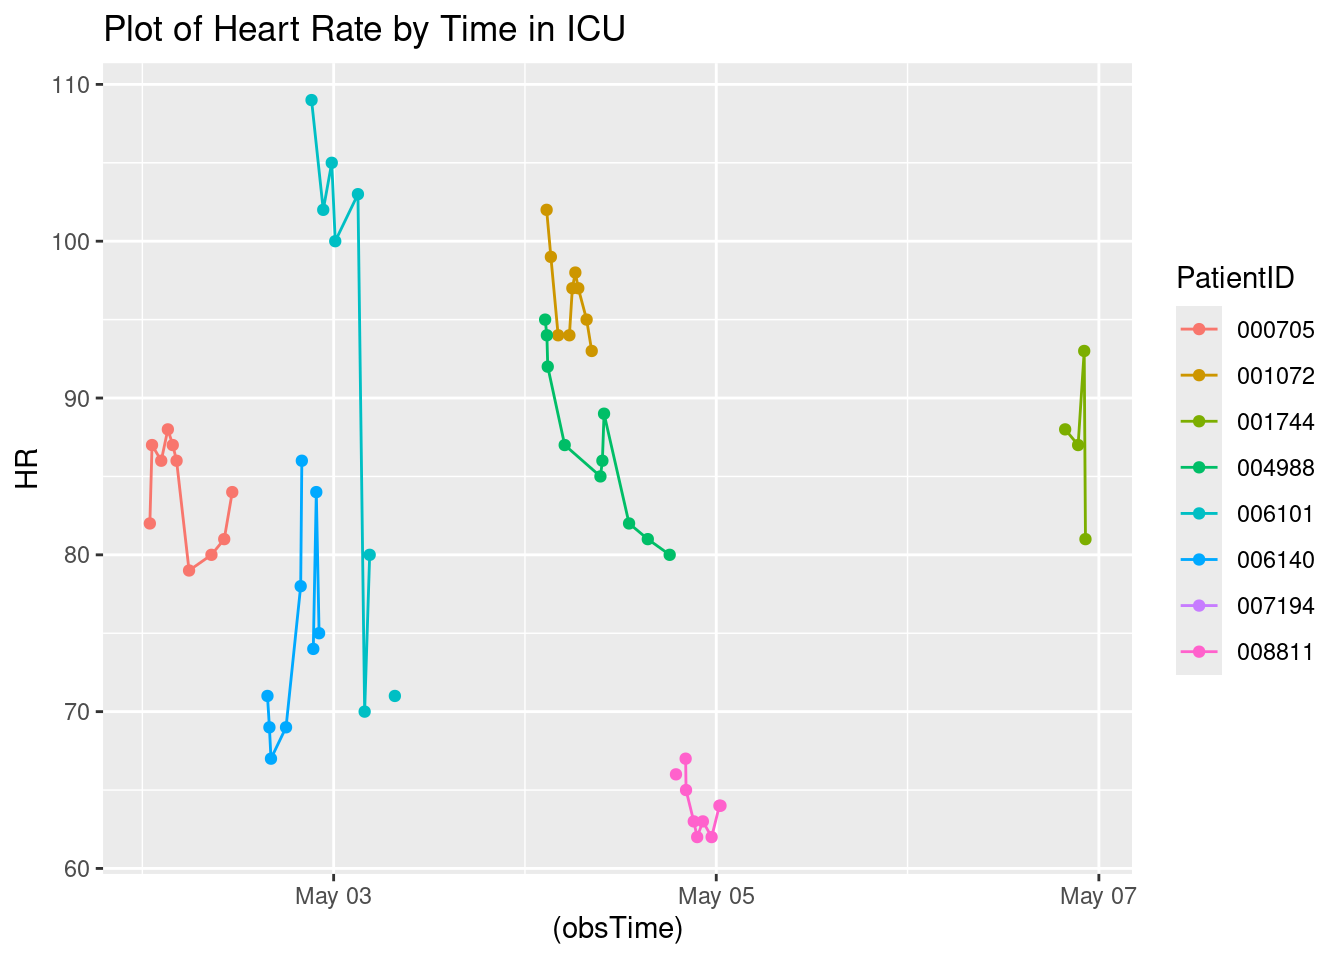 Plot of Heart Rate by Time in ICU
110
100
90
80
70
60
HR
May 03
May 05
May 07
(obsTime)
PatientID
000705
001072
001744
004988
006101
006140
007194
008811